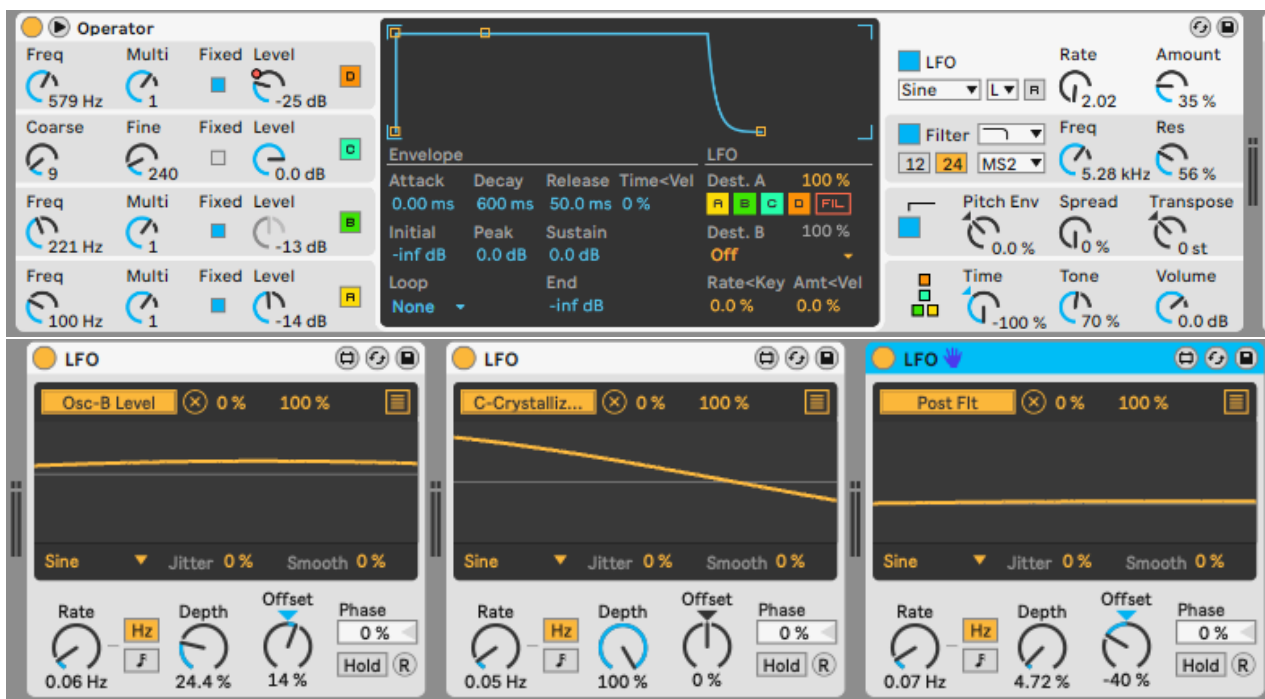 Operator
Freq Multi Fixed Level
579 Hz 1 -25 dB D
Coarse Fine Fixed Level
9 240 0.0 dB C
Freq Multi Fixed Level
221 Hz 1 -13 dB B
Freq Multi Fixed Level
100 Hz 1 -14 dB A
Envelope
Attack Decay Release Time<Vel
0.00 ms 600 ms 50.0 ms 0 %
Initial Peak Sustain
-inf dB 0.0 dB 0.0 dB
Loop End
None -inf dB
LFO
Dest. A 100 %
A B C D FIL
Dest. B 100 %
Off
Rate<Key Amt<Vel
0.0 % 0.0 %
LFO Rate Amount
Sine L R 2.02 35 %
Filter Freq Res
12 24 MS2 5.28 kHz 56 %
Pitch Env Spread Transpose
0.0 % 0 % 0 st
Time Tone Volume
-100 % 70 % 0.0 dB
LFO
Osc-B Level 0 % 100 %
Sine Jitter 0 % Smooth 0 %
Rate Hz Depth Offset Phase
0 %
Hold R
0.06 Hz 24.4 % 14 %
LFO
C-Crystalliz... 0 % 100 %
Sine Jitter 0 % Smooth 0 %
Rate Hz Depth Offset Phase
0 %
Hold R
0.05 Hz 100 % 0 %
LFO
Post Flt 0 % 100 %
Sine Jitter 0 % Smooth 0 %
Rate Hz Depth Offset Phase
0 %
Hold R
0.07 Hz 4.72 % -40 %